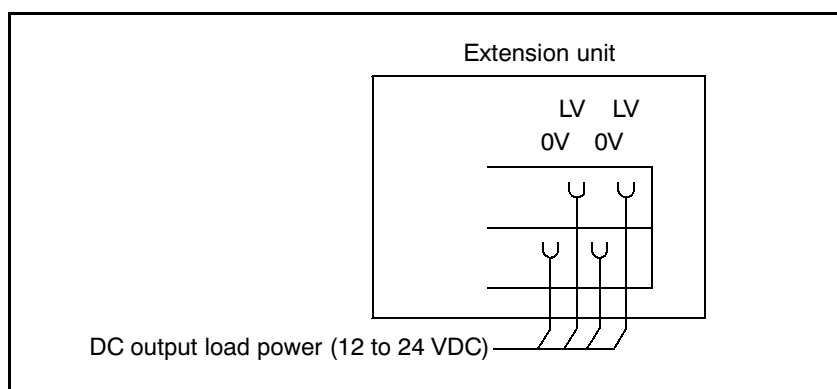 Extension unit
LV LV
0V 0V
DC output load power (12 to 24 VDC)